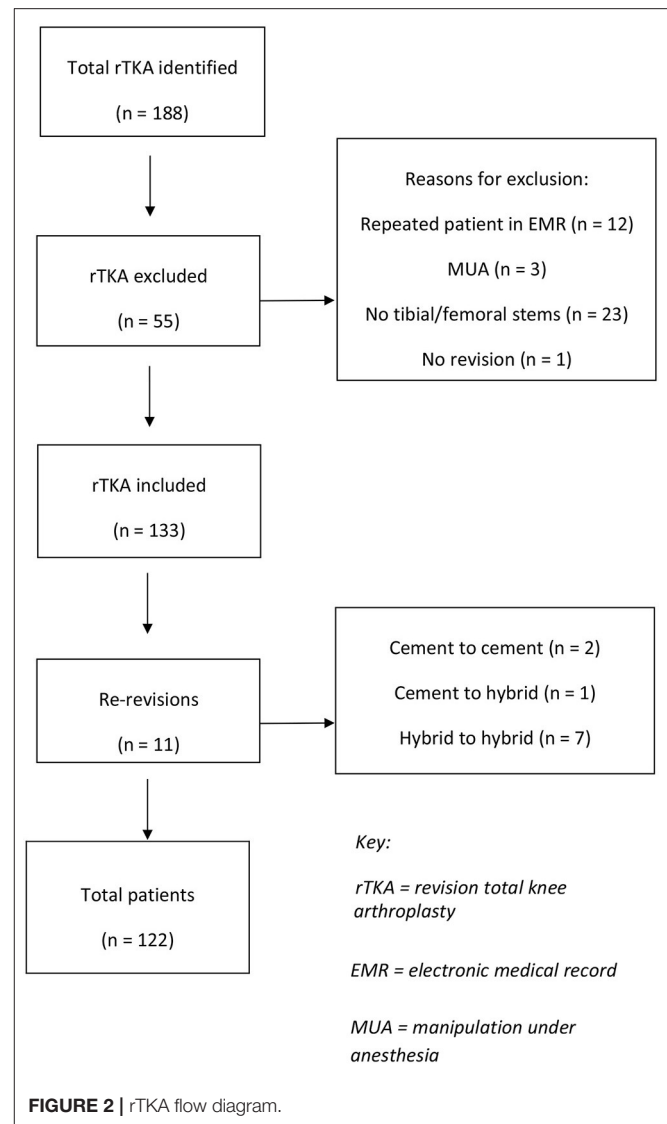 Total rTKA identified
(n = 188)
Reasons for exclusion:
Repeated patient in EMR (n = 12)
MUA (n = 3)
No tibial/femoral stems (n = 23)
No revision (n = 1)
rTKA excluded
(n = 55)
rTKA included
(n = 133)
Cement to cement (n = 2)
Cement to hybrid (n = 1)
Hybrid to hybrid (n = 7)
Re-revisions
(n = 11)
Total patients
(n = 122)
Key:
rTKA = revision total knee
arthroplasty
EMR = electronic medical record
MUA = manipulation under
anesthesia
FIGURE 2 | rTKA flow diagram.